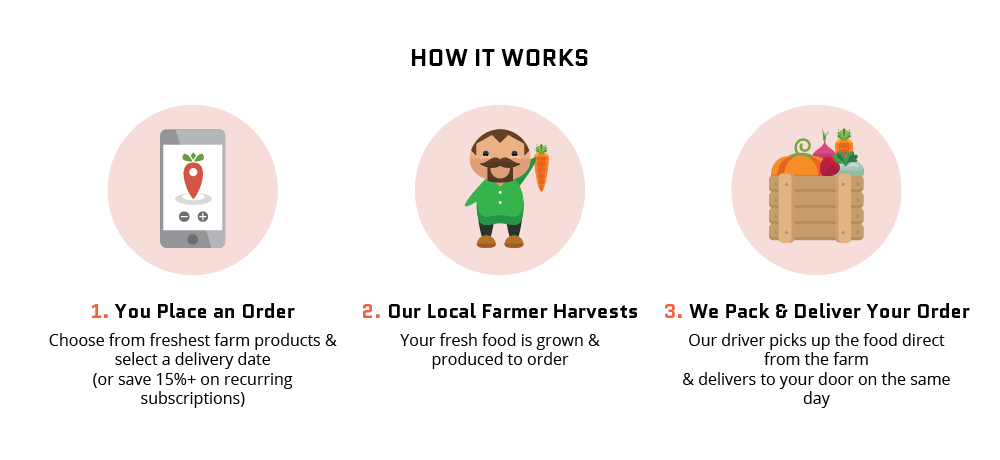 HOW IT WORKS
1. You Place an Order
Choose from freshest farm products &
select a delivery date
(or save 15%+ on recurring
subscriptions)
2. Our Local Farmer Harvests
Your fresh food is grown &
produced to order
3. We Pack & Deliver Your Order
Our driver picks up the food direct
from the farm
& delivers to your door on the same
day